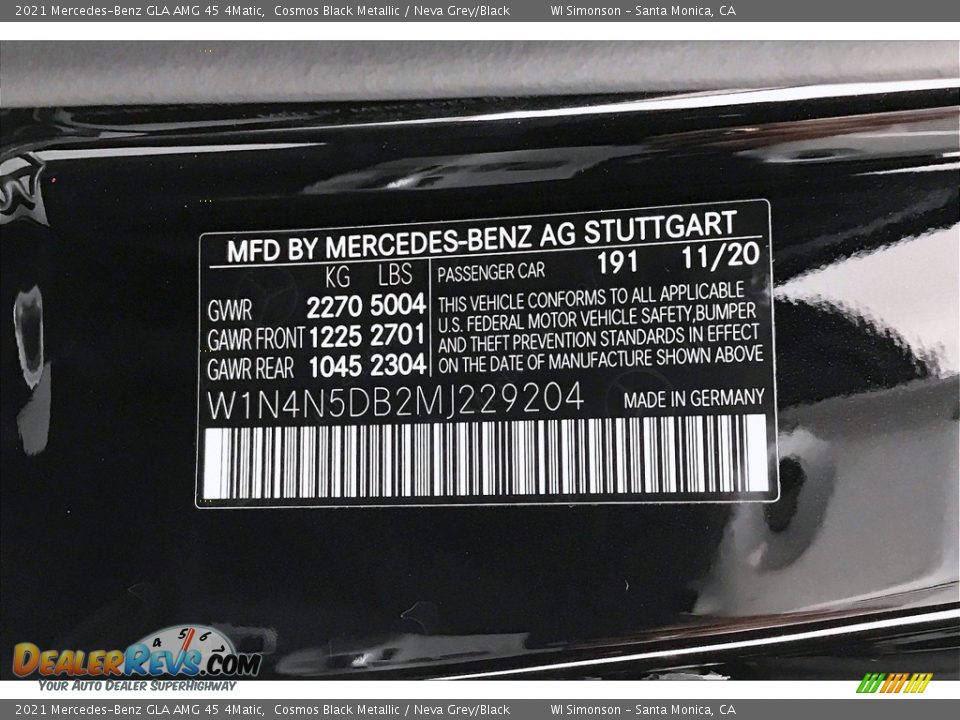 2021 Mercedes-Benz GLA AMG 45 4Matic, Cosmos Black Metallic / Neva Grey/Black WI Simonson - Santa Monica, CA
MFD BY MERCEDES-BENZ AG STUTTGART
KG LBS
GVWR 2270 5004
GAWR FRONT 1225 2701
GAWR REAR 1045 2304
PASSENGER CAR 191 11/20
THIS VEHICLE CONFORMS TO ALL APPLICABLE
U.S. FEDERAL MOTOR VEHICLE SAFETY,BUMPER
AND THEFT PREVENTION STANDARDS IN EFFECT
ON THE DATE OF MANUFACTURE SHOWN ABOVE
W1N4N5DB2MJ229204 MADE IN GERMANY
4 5 6
DEALERREVS.COM
YOUR AUTO DEALER SUPERHIGHWAY
2021 Mercedes-Benz GLA AMG 45 4Matic, Cosmos Black Metallic / Neva Grey/Black WI Simonson - Santa Monica, CA